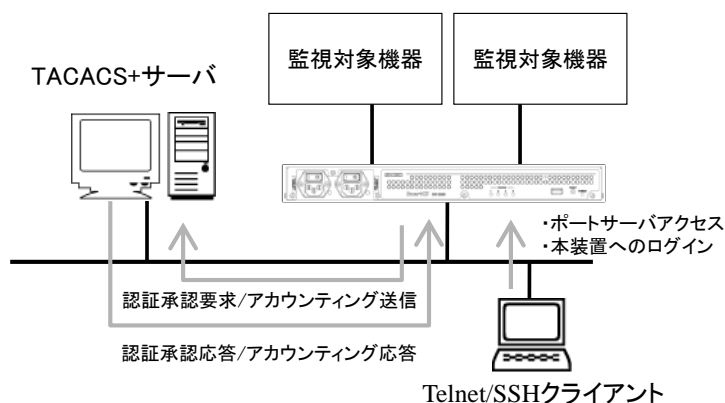 監視対象機器
監視対象機器
TACACS+サーバ
・ポートサーバアクセス
・本装置へのログイン
認証承認要求/アカウンティング送信
認証承認応答/アカウンティング応答
Telnet/SSHクライアント